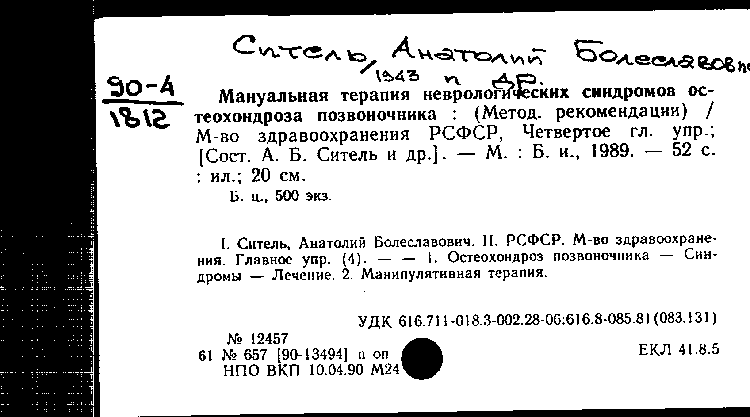 Ситель, Анатолий Болеславович
1943 и др.
90-4
1812
Мануальная терапия неврологических синдромов ос-
теохондроза позвоночника : (Метод. рекомендации) /
М-во здравоохранения РСФСР, Четвертое гл. упр.;
[Сост. А. Б. Ситель и др.]. — М. : Б. и., 1989. — 52 с.
: ил.; 20 см.
Б. ц., 500 экз.
I. Ситель, Анатолий Болеславович. II. РСФСР. М-во здравоохране-
ния. Главное упр. (4). — — 1. Остеохондроз позвоночника — Син-
дромы — Лечение. 2. Манипулятивная терапия.
УДК 616.711-018.3-002.28-06:616.8-085.81(083.131)
№ 12457
61 № 657 [90-13494] п оп
НПО ВКП 10.04.90 М24
ЕКЛ 41.8.5